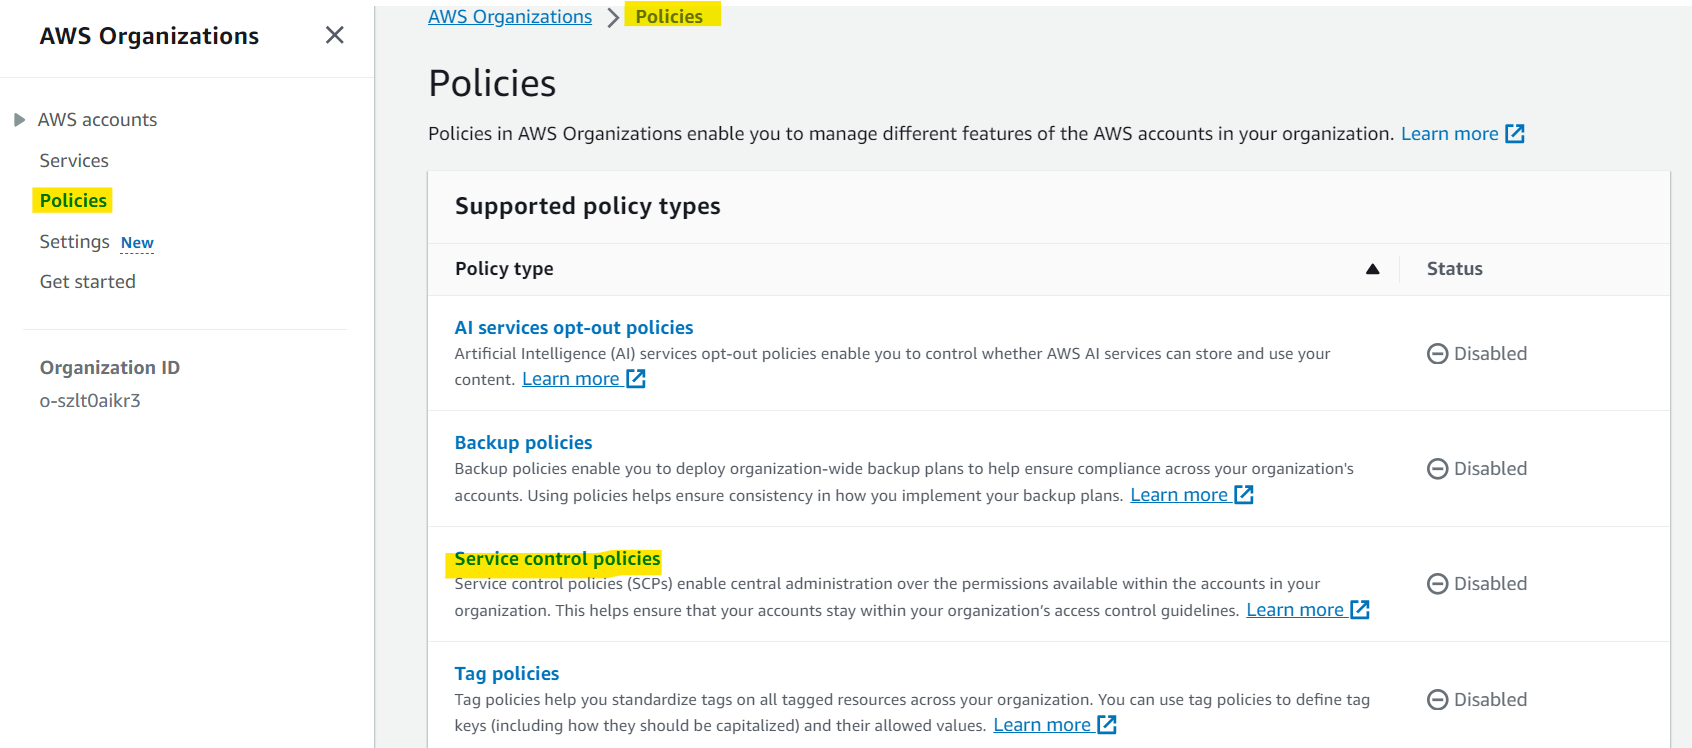 AWS Organizations
AWS accounts
Services
Policies
Settings New
Get started
Organization ID
o-szlt0aikr3
AWS Organizations > Policies
Policies
Policies in AWS Organizations enable you to manage different features of the AWS accounts in your organization. Learn more
Supported policy types
Policy type Status
AI services opt-out policies
Artificial Intelligence (AI) services opt-out policies enable you to control whether AWS AI services can store and use your
content. Learn more
Disabled
Backup policies
Backup policies enable you to deploy organization-wide backup plans to help ensure compliance across your organization's
accounts. Using policies helps ensure consistency in how you implement your backup plans. Learn more
Disabled
Service control policies
Service control policies (SCPs) enable central administration over the permissions available within the accounts in your
organization. This helps ensure that your accounts stay within your organization’s access control guidelines. Learn more
Disabled
Tag policies
Tag policies help you standardize tags on all tagged resources across your organization. You can use tag policies to define tag
keys (including how they should be capitalized) and their allowed values. Learn more
Disabled